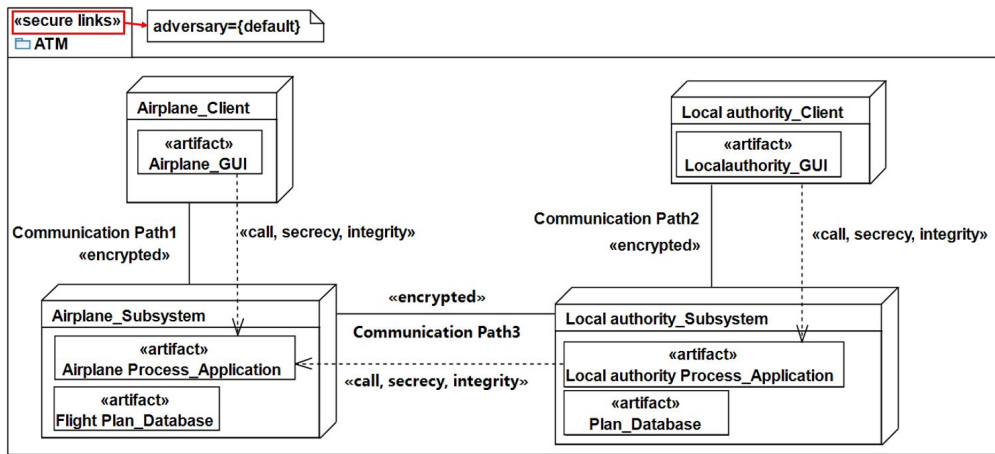 «secure links»
adversary={default}
ATM
Airplane_Client
«artifact»
Airplane_GUI
Local authority_Client
«artifact»
Localauthority_GUI
Communication Path1
«encrypted»
«call, secrecy, integrity»
Communication Path2
«encrypted»
«call, secrecy, integrity»
Airplane_Subsystem
«artifact»
Airplane Process_Application
«artifact»
Flight Plan_Database
«encrypted»
Communication Path3
«call, secrecy, integrity»
Local authority_Subsystem
«artifact»
Local authority Process_Application
«artifact»
Plan_Database